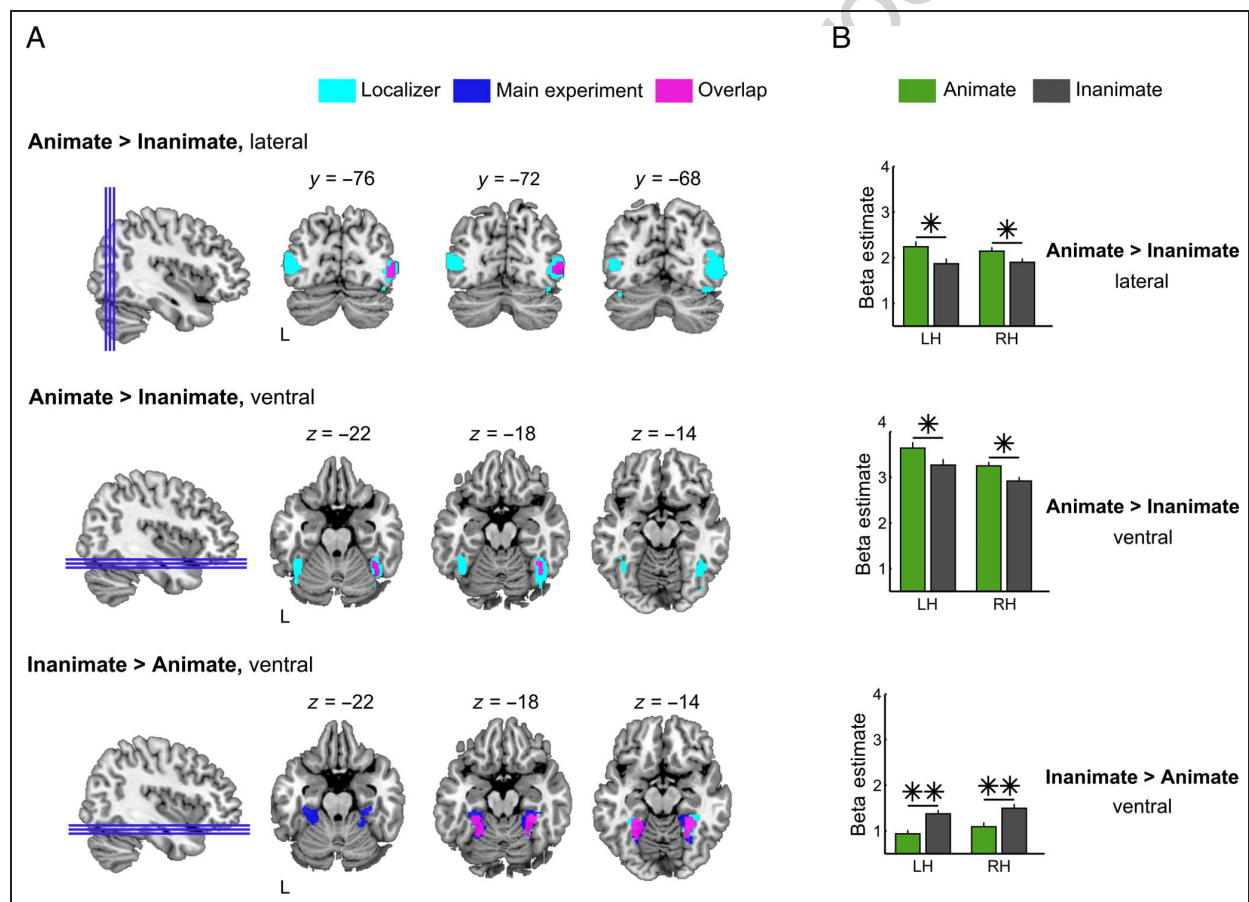 A
B
Localizer Main experiment Overlap
Animate Inanimate
Animate > Inanimate, lateral
y = –76 y = –72 y = –68
L
4
3
2
1
Beta estimate
* *
LH RH
Animate > Inanimate
lateral
Animate > Inanimate, ventral
z = –22 z = –18 z = –14
L
4
3
2
1
Beta estimate
* *
LH RH
Animate > Inanimate
ventral
Inanimate > Animate, ventral
z = –22 z = –18 z = –14
L
4
3
2
1
Beta estimate
** **
LH RH
Inanimate > Animate
ventral